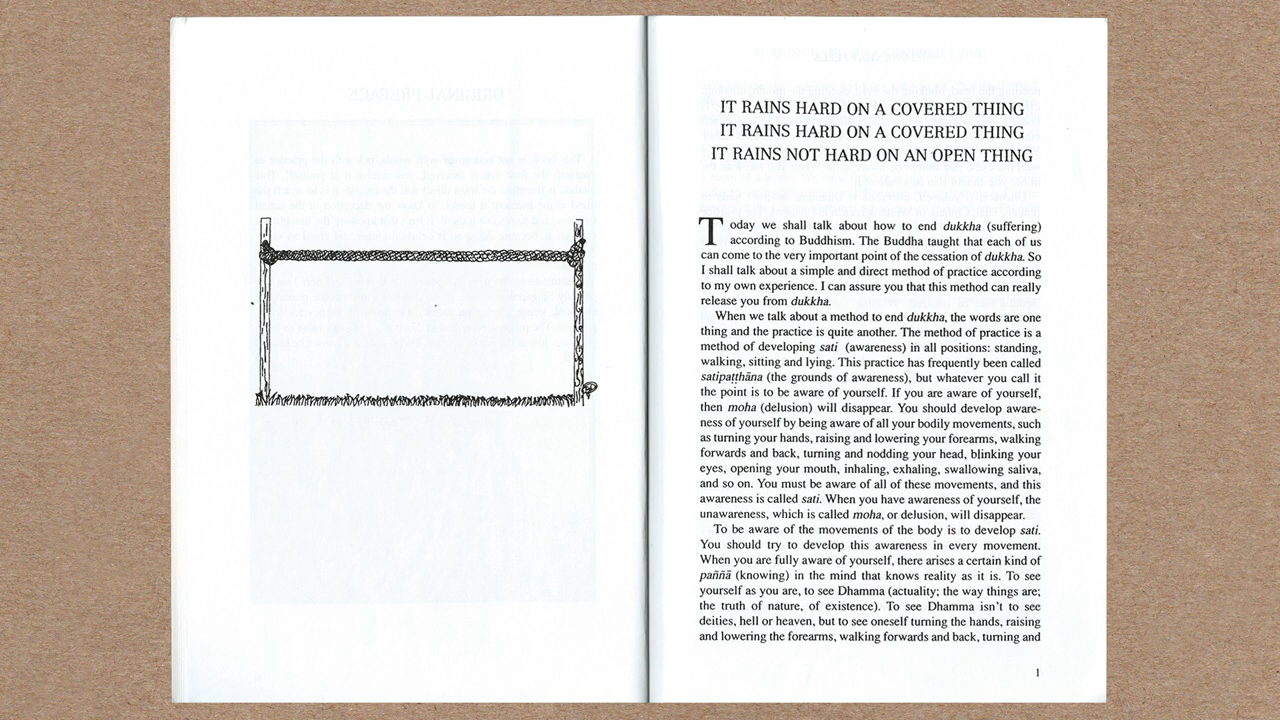 IT RAINS HARD ON A COVERED THING
IT RAINS HARD ON A COVERED THING
IT RAINS NOT HARD ON AN OPEN THING
Today we shall talk about how to end dukkha (suffering)
according to Buddhism. The Buddha taught that each of us
can come to the very important point of the cessation of dukkha. So
I shall talk about a simple and direct method of practice according
to my own experience. I can assure you that this method can really
release you from dukkha.
When we talk about a method to end dukkha, the words are one
thing and the practice is quite another. The method of practice is a
method of developing sati (awareness) in all positions: standing,
walking, sitting and lying. This practice has frequently been called
satipaṭṭhāna (the grounds of awareness), but whatever you call it
the point is to be aware of yourself. If you are aware of yourself,
then moha (delusion) will disappear. You should develop aware-
ness of yourself by being aware of all your bodily movements, such
as turning your hands, raising and lowering your forearms, walking
forwards and back, turning and nodding your head, blinking your
eyes, opening your mouth, inhaling, exhaling, swallowing saliva,
and so on. You must be aware of all of these movements, and this
awareness is called sati. When you have awareness of yourself, the
unawareness, which is called moha, or delusion, will disappear.
To be aware of the movements of the body is to develop sati.
You should try to develop this awareness in every movement.
When you are fully aware of yourself, there arises a certain kind of
paññā (knowing) in the mind that knows reality as it is. To see
yourself as you are, to see Dhamma (actuality; the way things are;
the truth of nature, of existence). To see Dhamma isn't to see
deities, hell or heaven, but to see oneself turning the hands, raising
and lowering the forearms, walking forwards and back, turning and
1